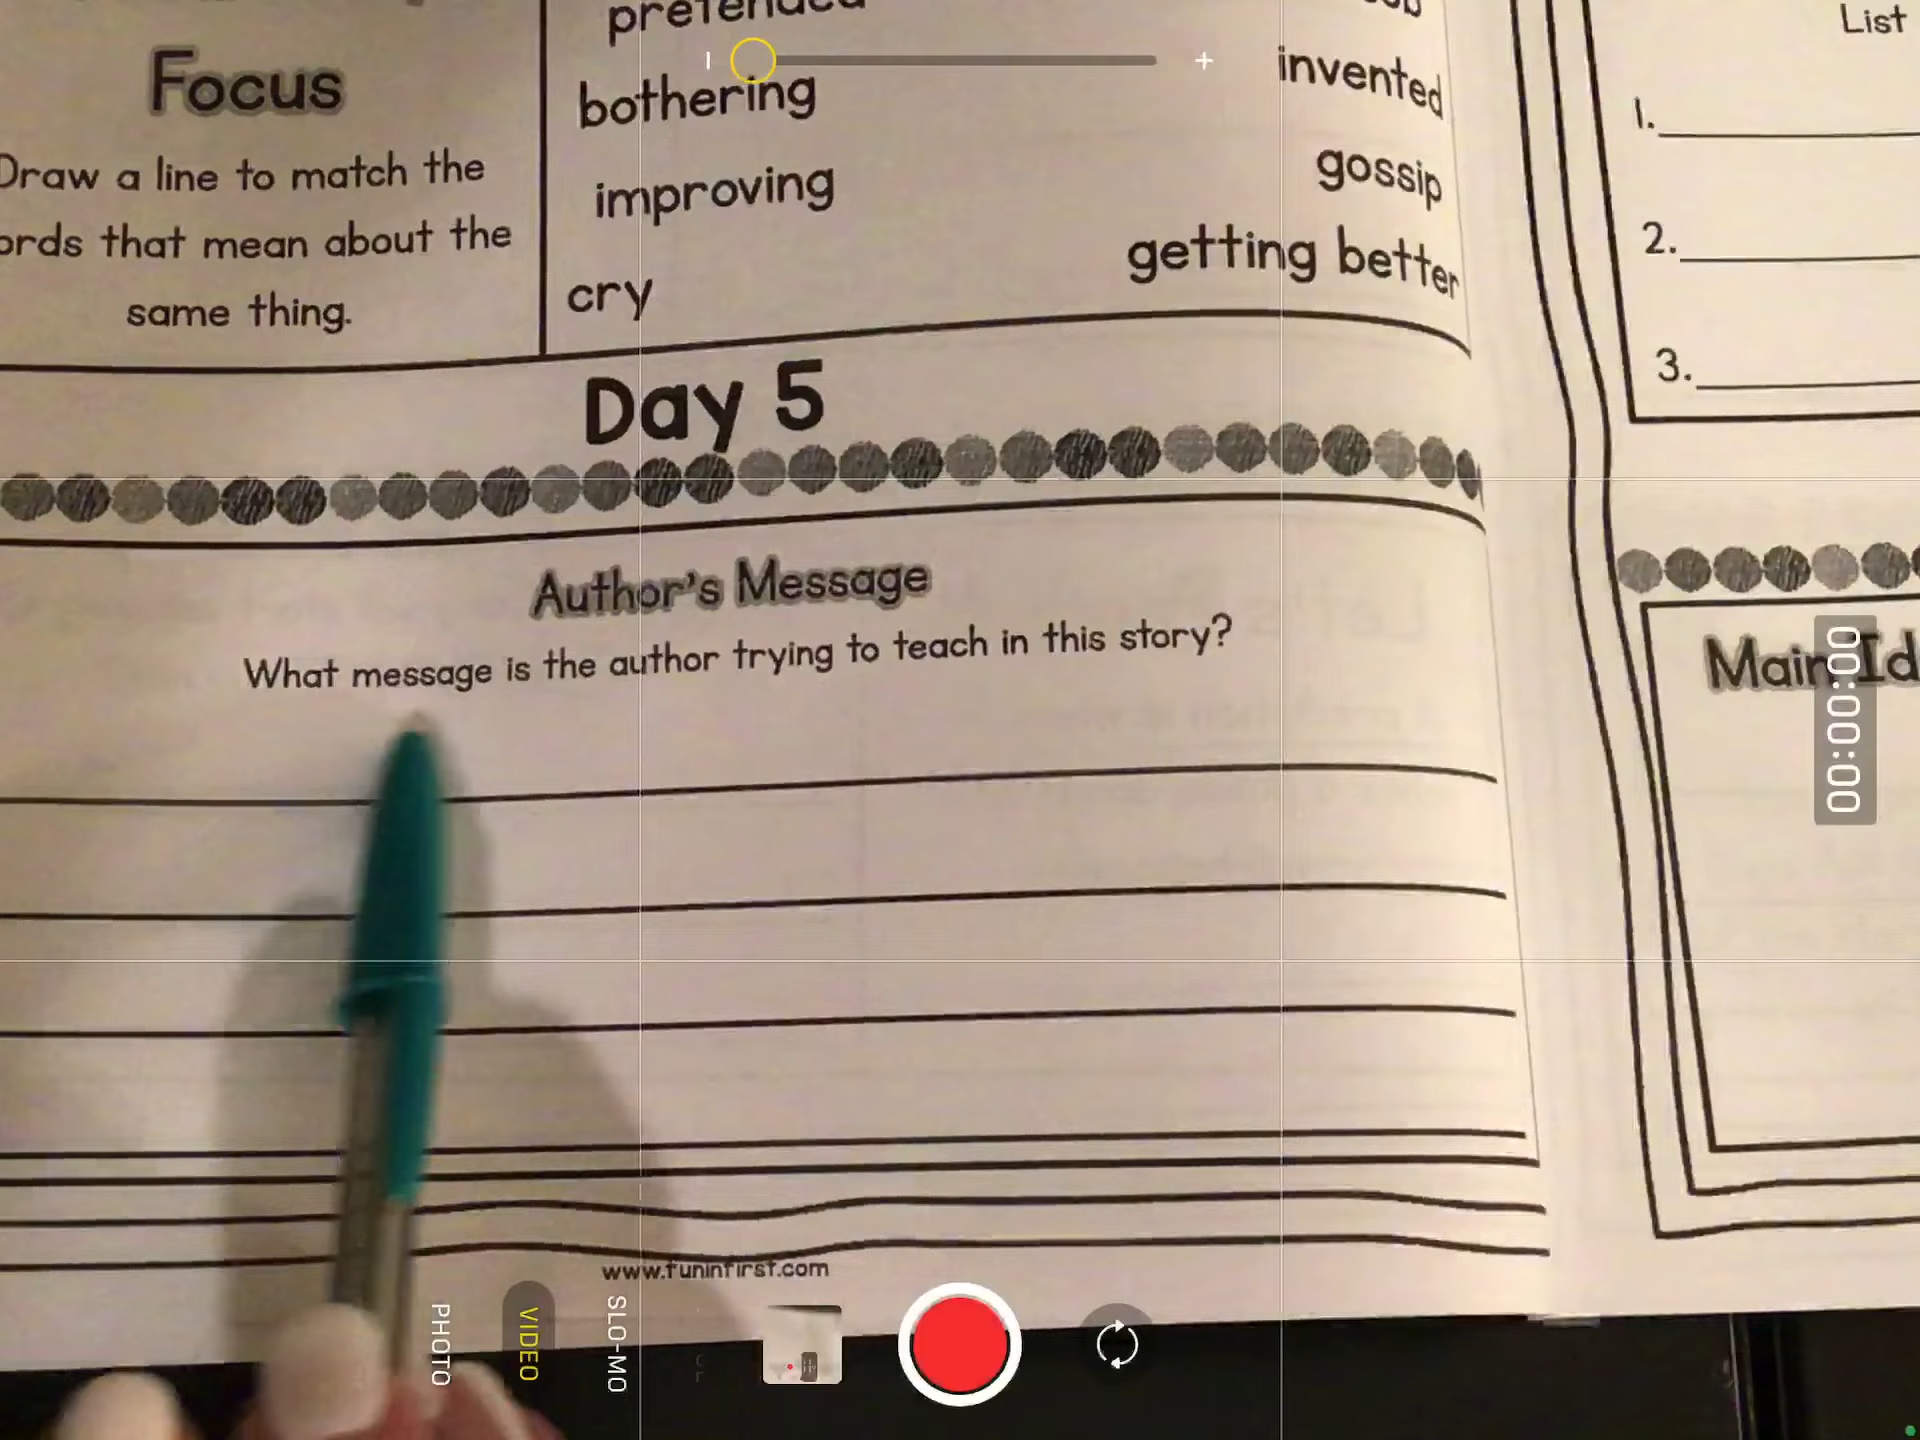 Focus
Draw a line to match the
ords that mean about the
same thing.
pretended
bothering
improving
cry
invented
gossip
getting better
Day 5
Author's Message
What message is the author trying to teach in this story?
www.funinfirst.com
List
1.
2.
3.
Main Id
00:00:00
PHOTO
VIDEO
SLO-MO